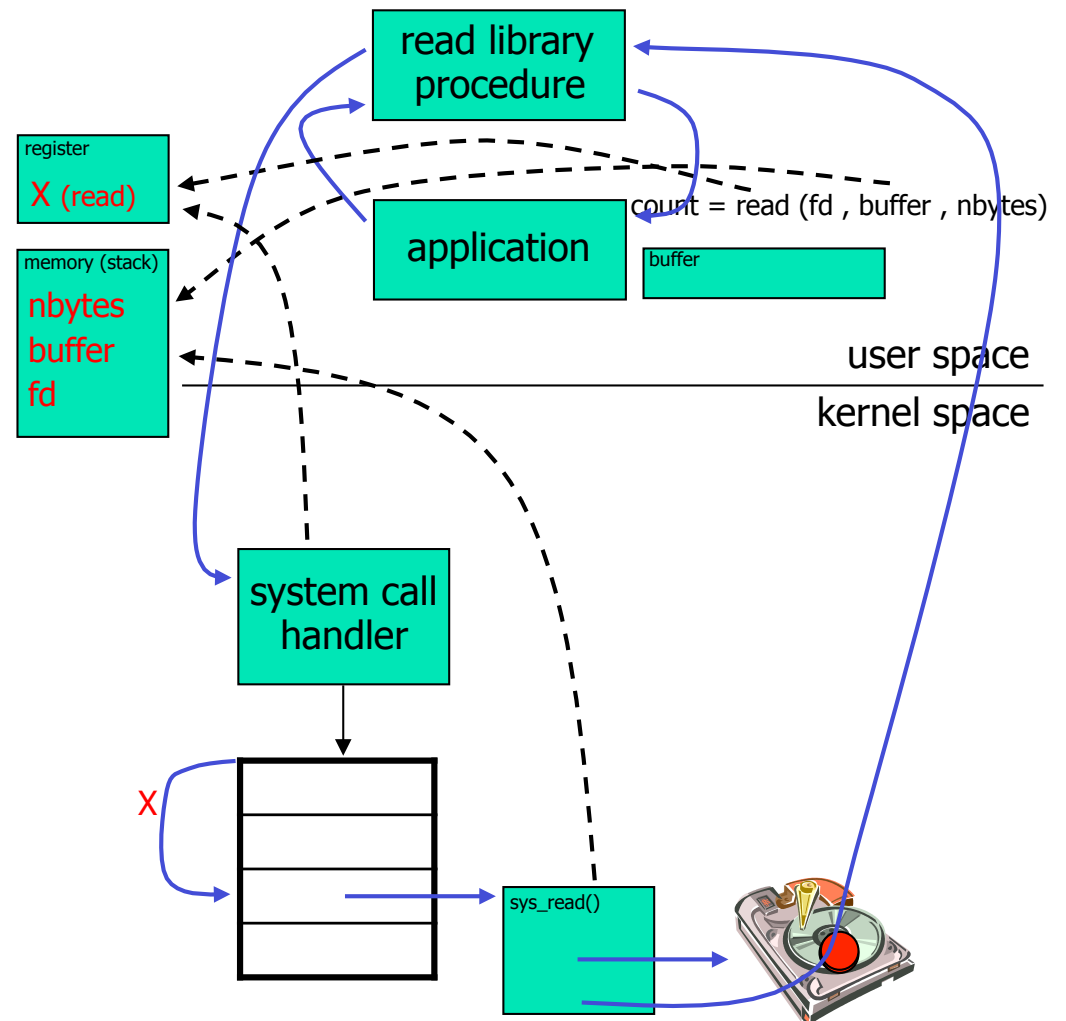 read library
procedure
register
X (read)
count = read (fd , buffer , nbytes)
memory (stack)
nbytes
buffer
fd
application
buffer
user space
kernel space
system call
handler
X
sys_read()